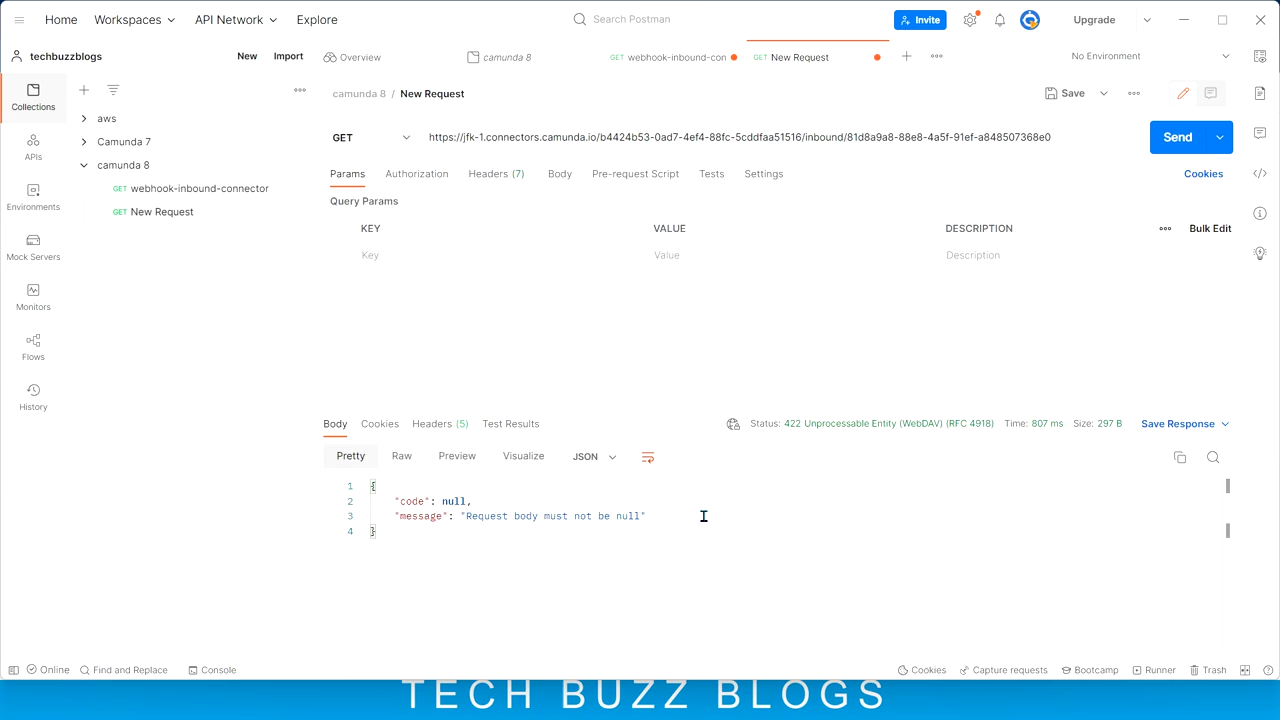 Home Workspaces API Network Explore Search Postman Invite Upgrade
techbuzzblogs New Import Overview camunda 8 GET webhook-inbound-con GET New Request No Environment
Collections
APIs
Environments
Mock Servers
Monitors
Flows
History
aws
Camunda 7
camunda 8
GET webhook-inbound-connector
GET New Request
camunda 8 / New Request Save
GET https://jfk-1.connectors.camunda.io/b4424b53-0ad7-4ef4-88fc-5cddfaa51516/inbound/81d8a9a8-88e8-4a5f-91ef-a848507368e0 Send
Params Authorization Headers (7) Body Pre-request Script Tests Settings Cookies
Query Params
KEY VALUE DESCRIPTION Bulk Edit
Key Value Description
Body Cookies Headers (5) Test Results Status: 422 Unprocessable Entity (WebDAV) (RFC 4918) Time: 807 ms Size: 297 B Save Response
Pretty Raw Preview Visualize JSON
1 {
2 "code": null,
3 "message": "Request body must not be null"
4 }
Online Find and Replace Console Cookies Capture requests Bootcamp Runner Trash
TECH BUZZ BLOGS